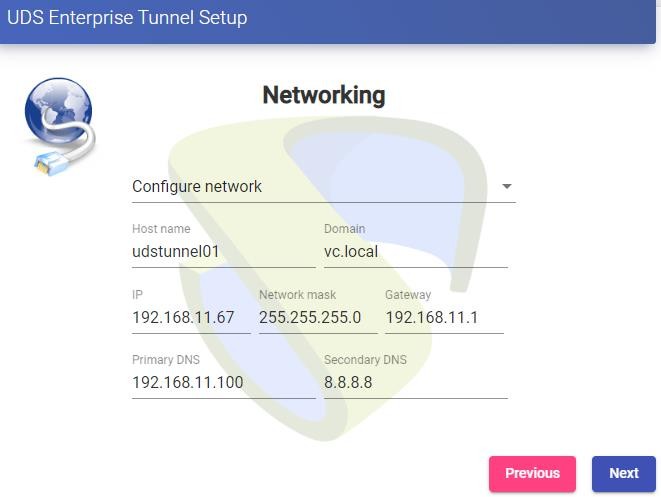 UDS Enterprise Tunnel Setup
Networking
Configure network
Host name Domain
udstunnel01 vc.local
IP Network mask Gateway
192.168.11.67 255.255.255.0 192.168.11.1
Primary DNS Secondary DNS
192.168.11.100 8.8.8.8
Previous Next